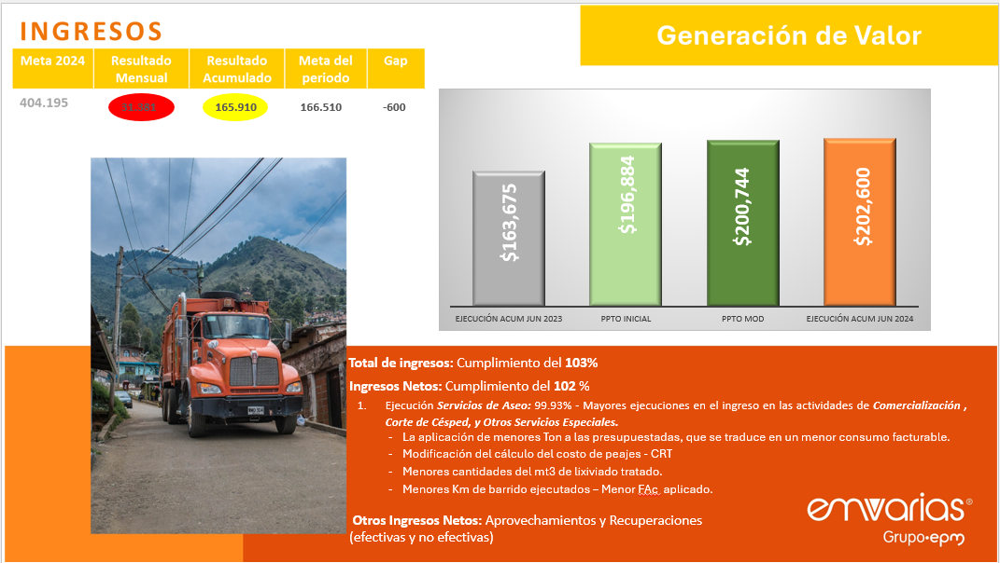 INGRESOS
Generación de Valor
Meta 2024 Resultado Mensual Resultado Acumulado Meta del periodo Gap
404.195 31.381 165.910 166.510 -600
$163,675 $196,884 $200,744 $202,600
EJECUCIÓN ACUM JUN 2023 PPTO INICIAL PPTO MOD EJECUCIÓN ACUM JUN 2024
Total de ingresos: Cumplimiento del 103%
Ingresos Netos: Cumplimiento del 102 %
1. Ejecución Servicios de Aseo: 99.93% - Mayores ejecuciones en el ingreso en las actividades de Comercialización ,
Corte de Césped, y Otros Servicios Especiales.
- La aplicación de menores Ton a las presupuestadas, que se traduce en un menor consumo facturable.
- Modificación del cálculo del costo de peajes - CRT
- Menores cantidades del mt3 de lixiviado tratado.
- Menores Km de barrido ejecutados – Menor FAc aplicado.
Otros Ingresos Netos: Aprovechamientos y Recuperaciones
(efectivas y no efectivas)
emvarias®
Grupo•epm